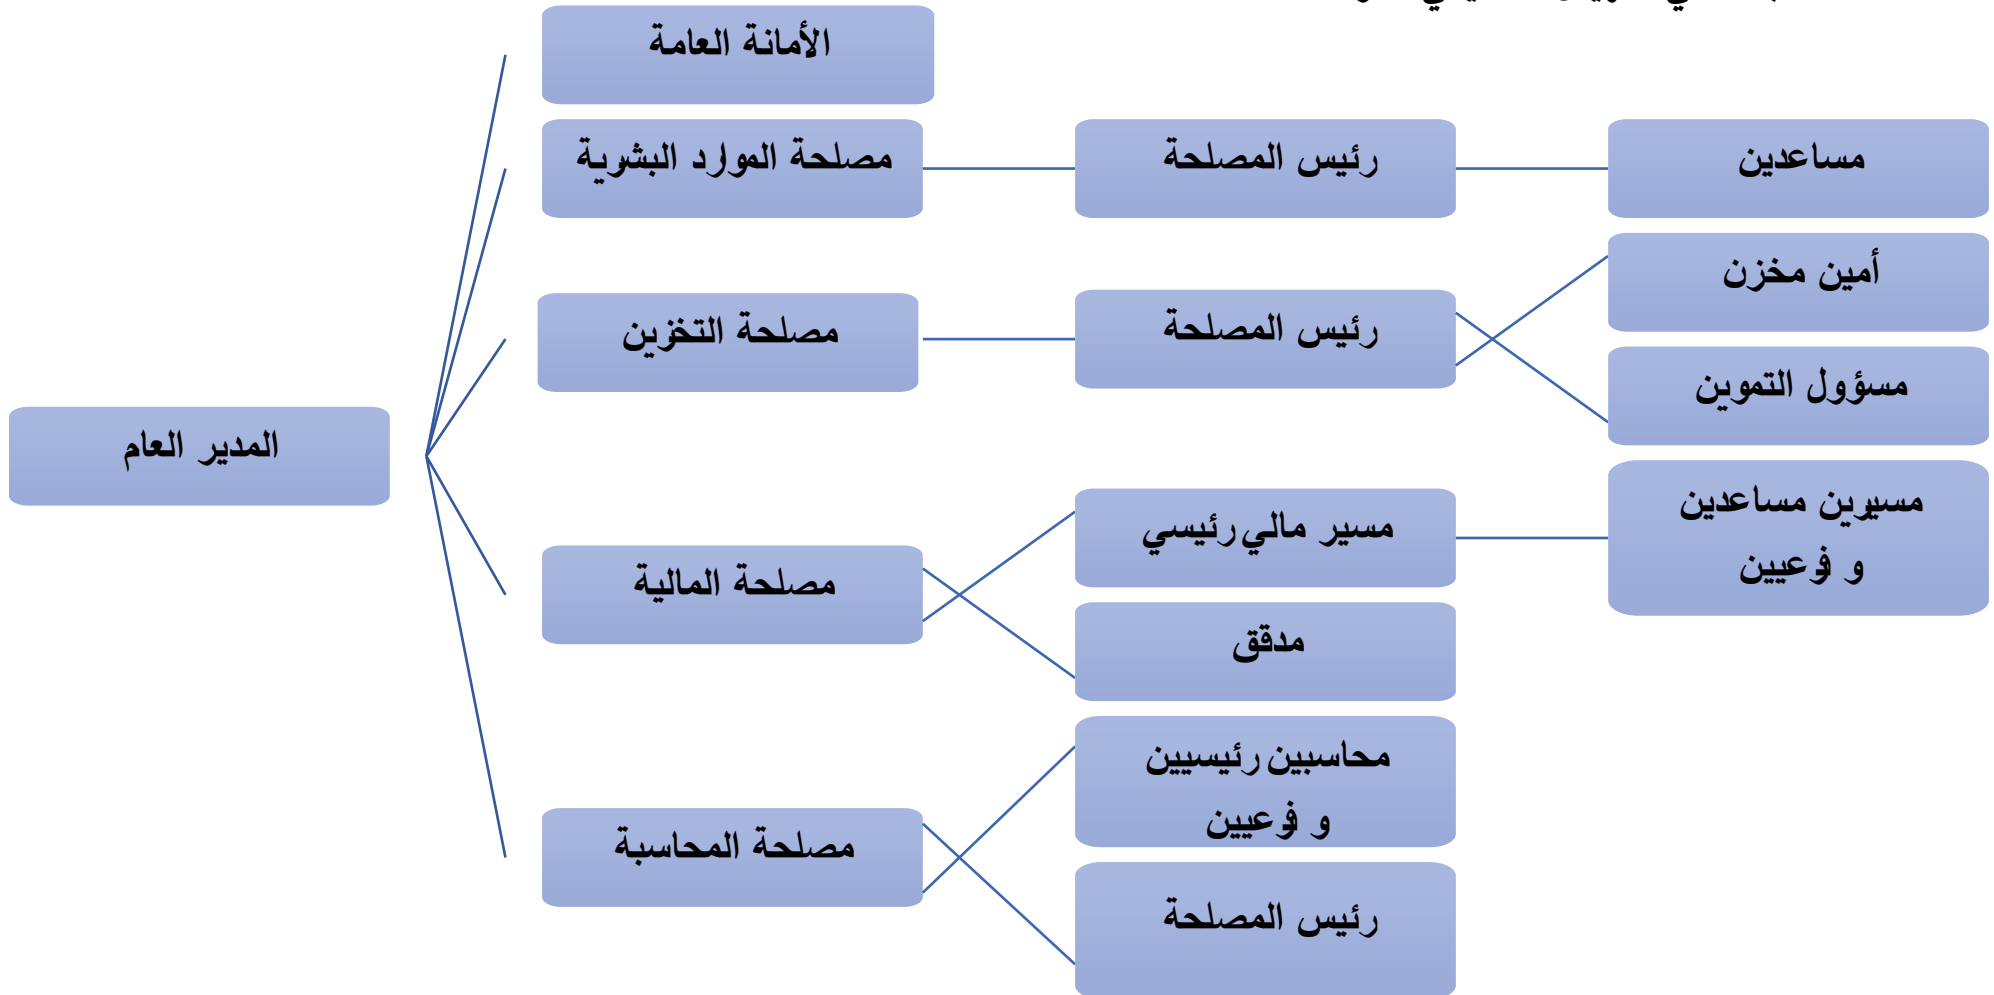 الأمانة العامة
مصلحة الموارد البشرية
رئيس المصلحة
مساعدين
أمين مخزن
مصلحة التخزين
رئيس المصلحة
مسؤول التموين
المدير العام
مسيرين مساعدين
و فرعيين
مسير مالي رئيسي
مصلحة المالية
مدقق
محاسبين رئيسيين
و فرعيين
مصلحة المحاسبة
رئيس المصلحة